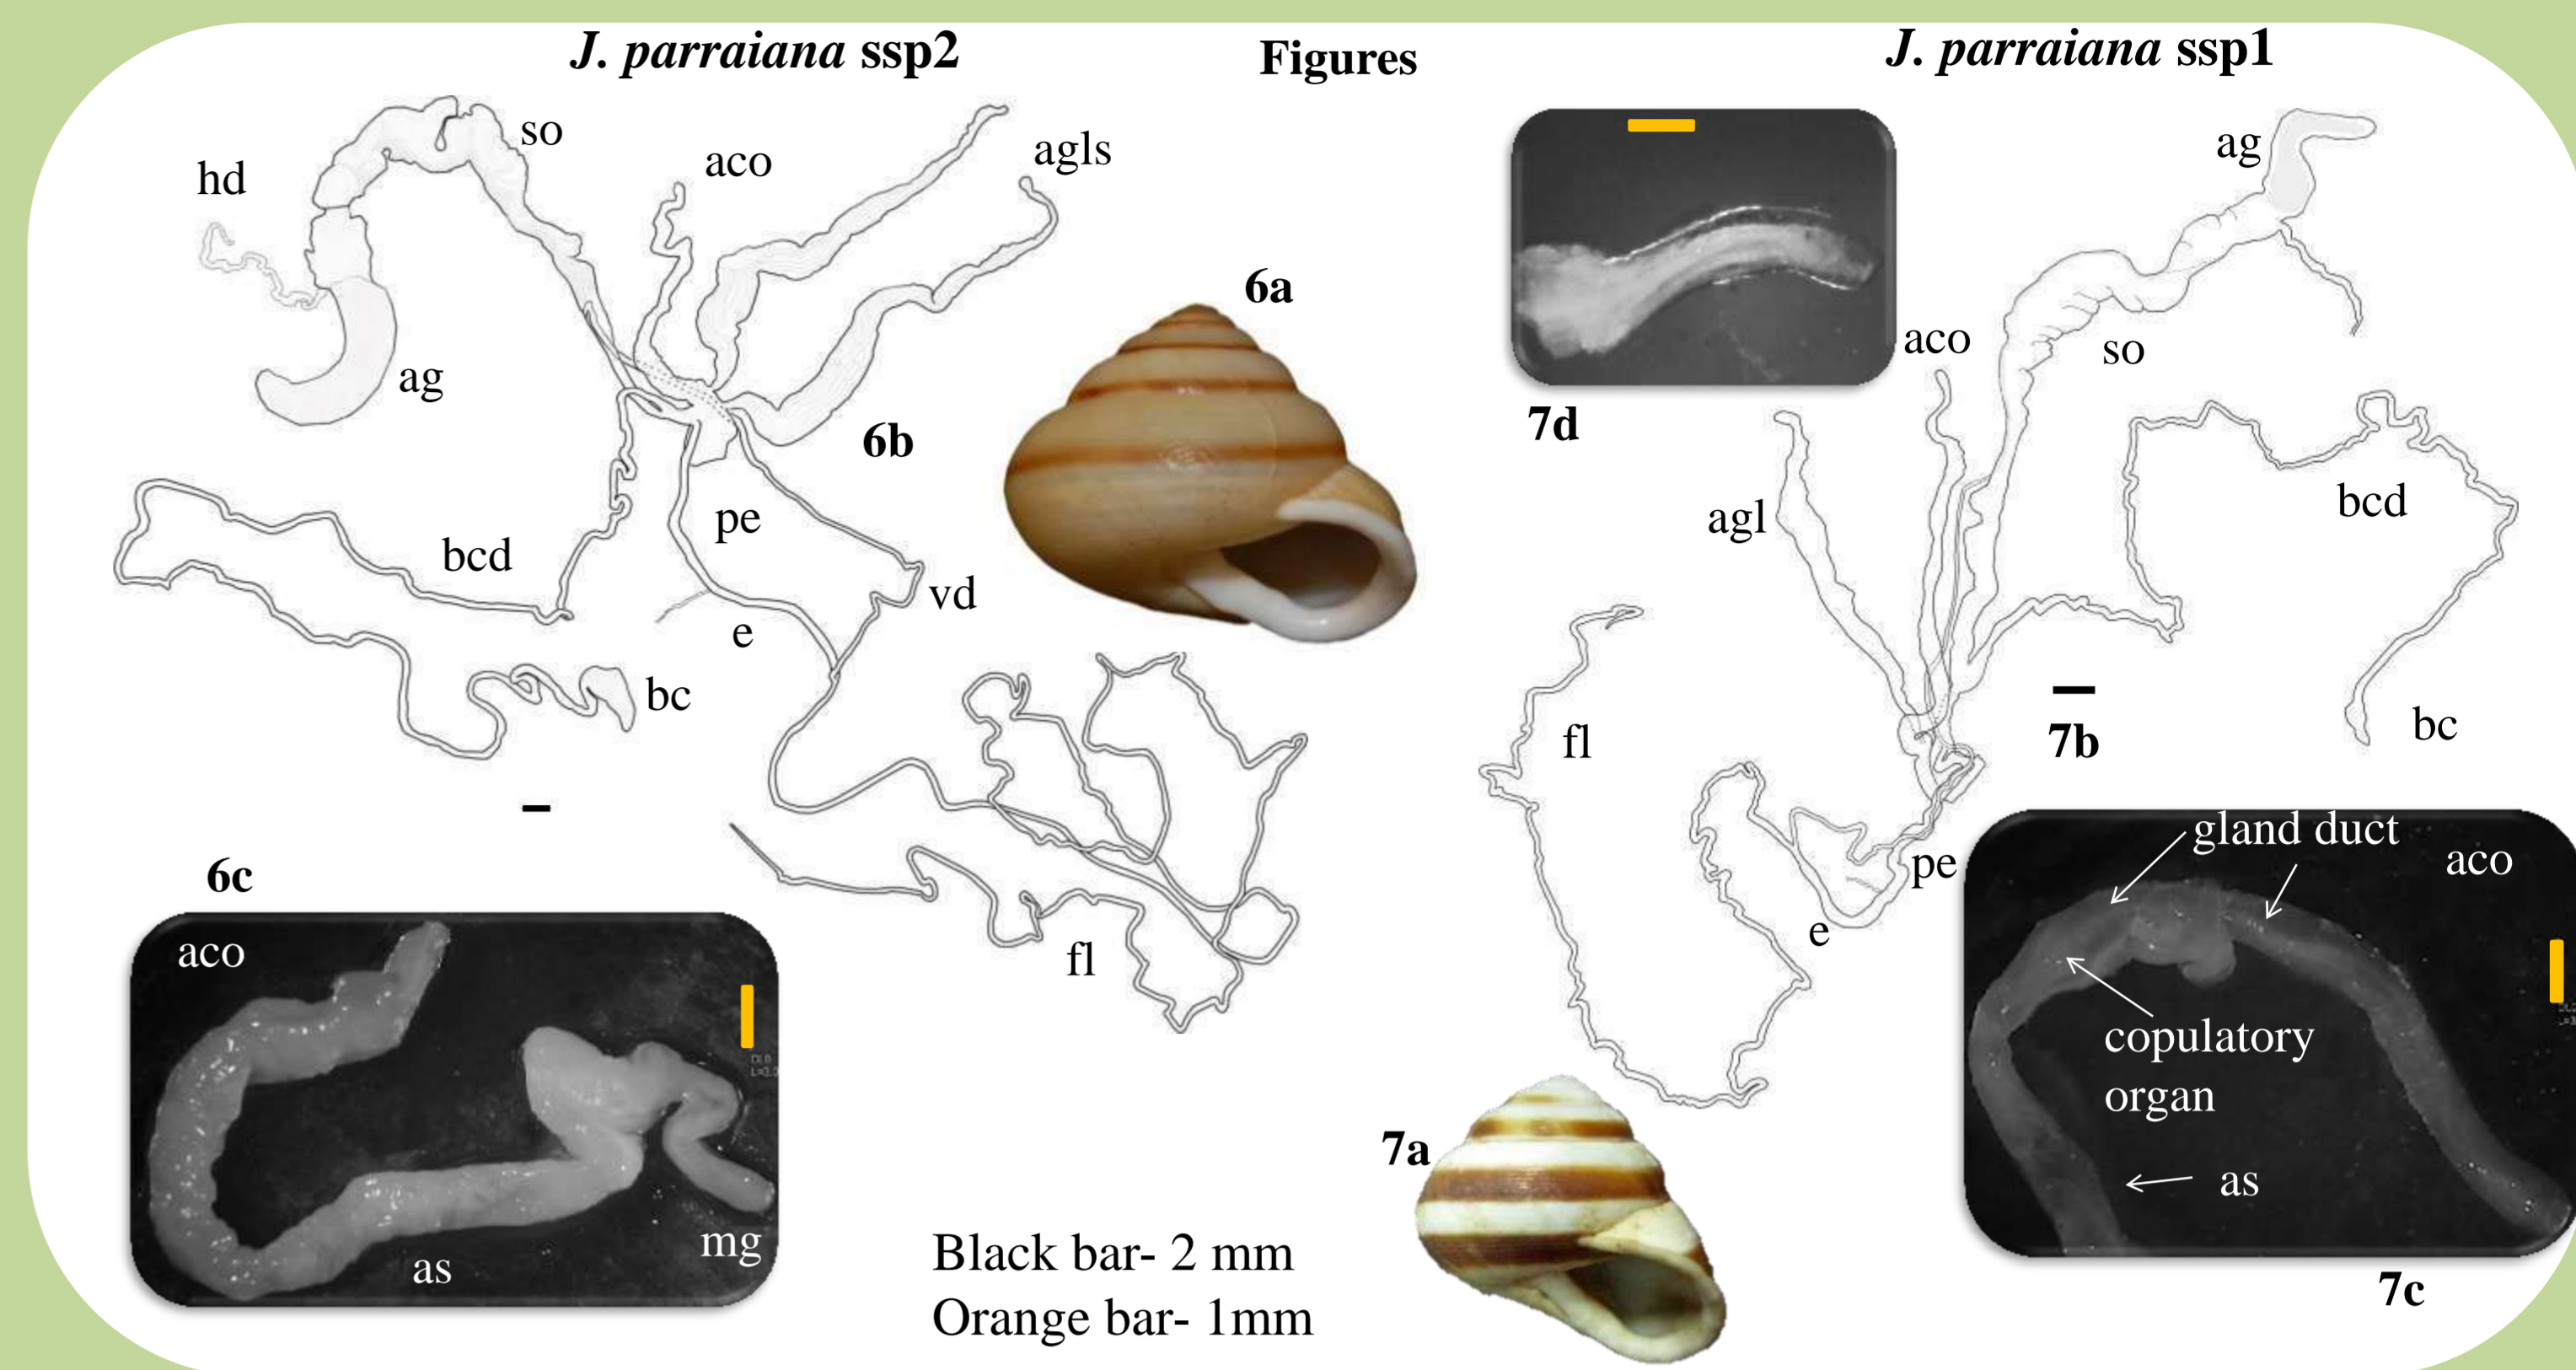 J. parraiana ssp2
Figures
J. parraiana ssp1
hd
so
aco
agls
ag
6a
6b
pe
bcd
vd
e
bc
fl
6c
aco
as
mg
7d
ag
aco
so
agl
bcd
fl
7b
bc
pe
e
gland duct
aco
copulatory
organ
as
7c
7a
Black bar- 2 mm
Orange bar- 1mm